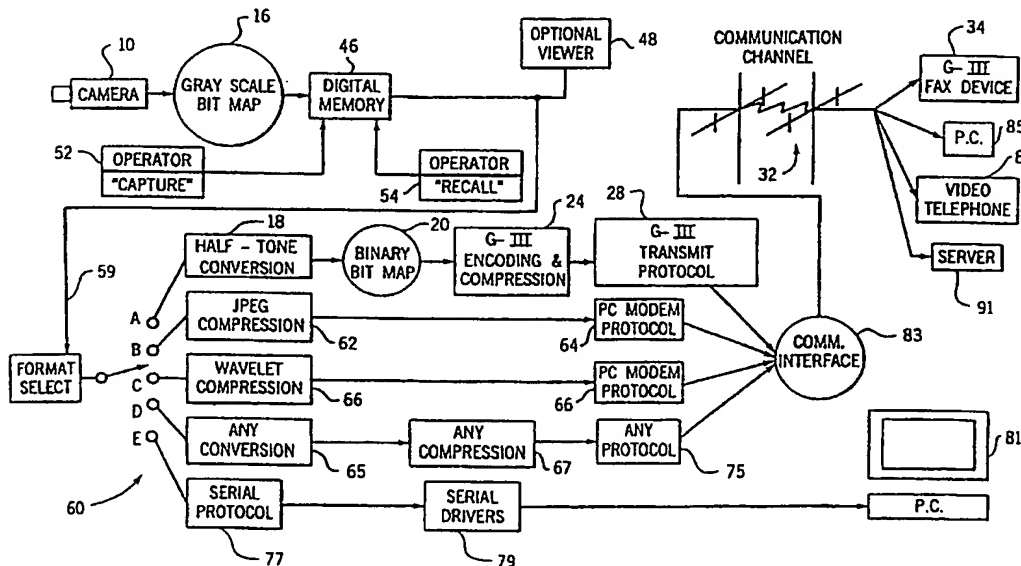 10
CAMERA
16
GRAY SCALE
BIT MAP
46
DIGITAL
MEMORY
OPTIONAL
VIEWER
48
52
OPERATOR
"CAPTURE"
OPERATOR
"RECALL"
54
COMMUNICATION
CHANNEL
32
34
G-III
FAX DEVICE
P.C.
85
VIDEO
TELEPHONE
8
SERVER
91
59
FORMAT
SELECT
A
B
C
D
E
60
18
HALF-TONE
CONVERSION
20
BINARY
BIT MAP
24
G-III
ENCODING &
COMPRESSION
28
G-III
TRANSMIT
PROTOCOL
JPEG
COMPRESSION
62
PC MODEM
PROTOCOL
64
WAVELET
COMPRESSION
66
PC MODEM
PROTOCOL
66
ANY
CONVERSION
65
ANY
COMPRESSION
67
ANY
PROTOCOL
75
COMM.
INTERFACE
83
SERIAL
PROTOCOL
77
SERIAL
DRIVERS
79
81
P.C.